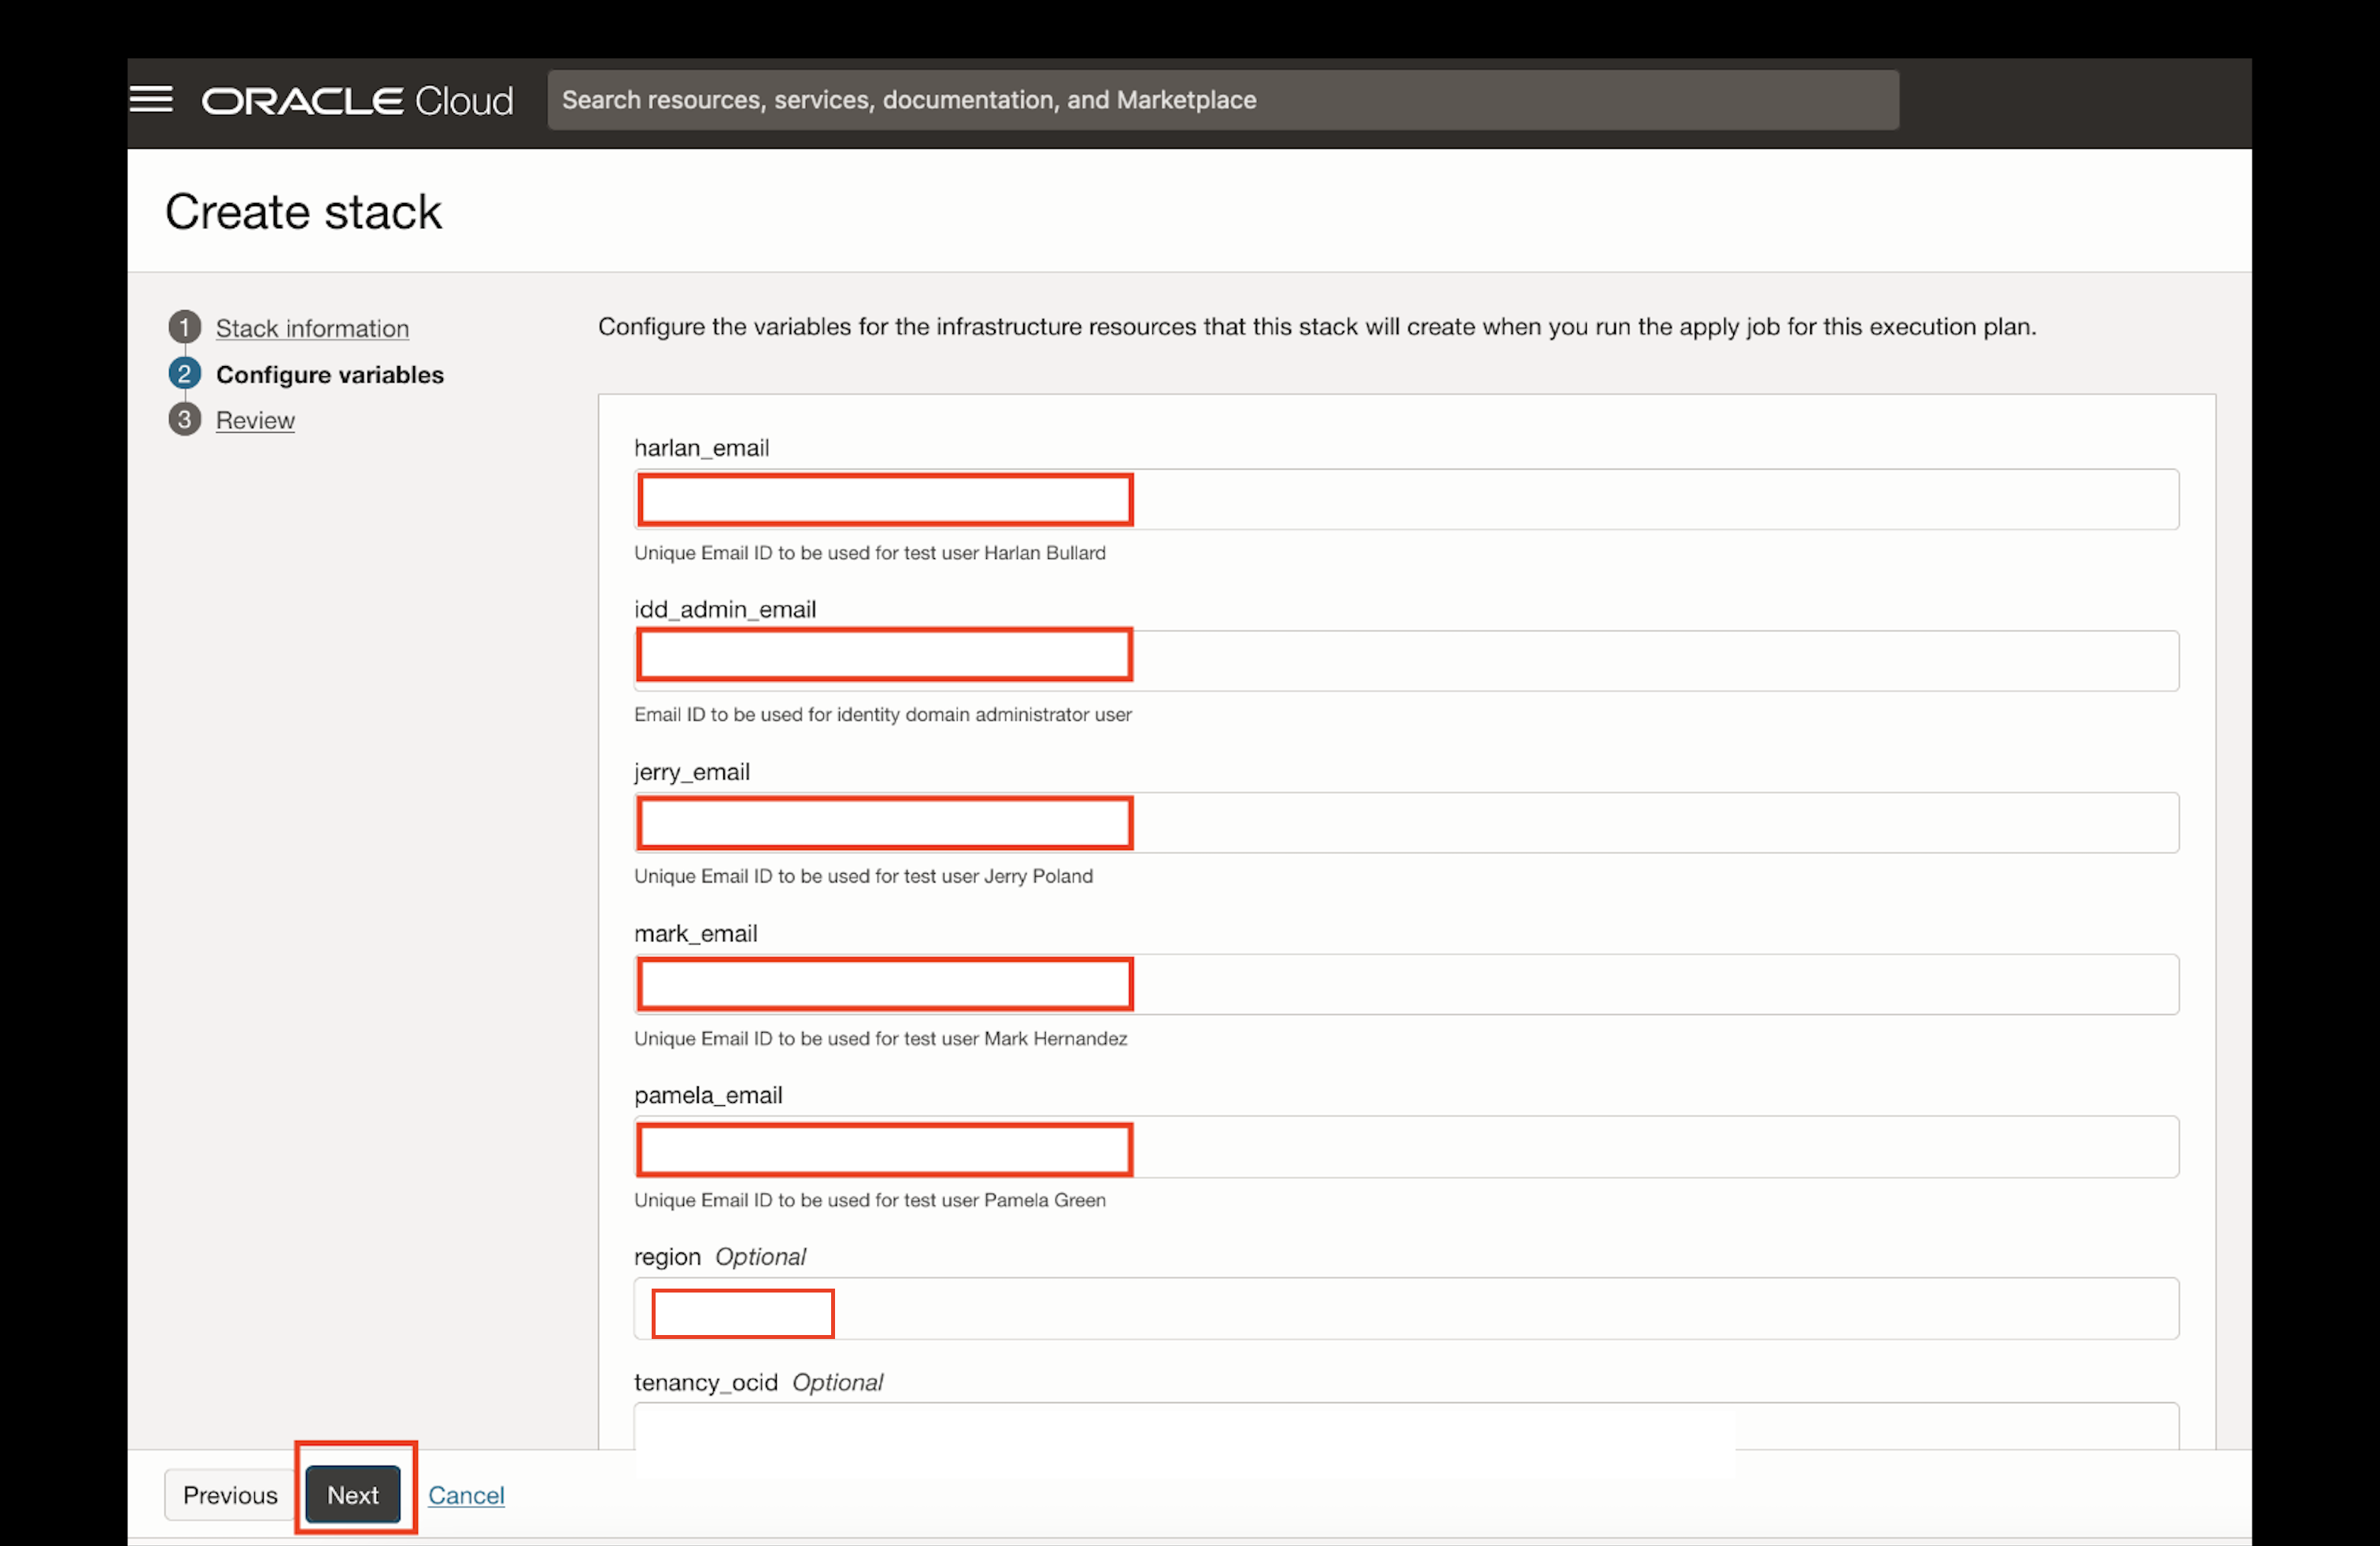 ORACLE Cloud
Search resources, services, documentation, and Marketplace
Create stack
1 Stack information
2 Configure variables
3 Review
Configure the variables for the infrastructure resources that this stack will create when you run the apply job for this execution plan.
harlan_email
Unique Email ID to be used for test user Harlan Bullard
idd_admin_email
Email ID to be used for identity domain administrator user
jerry_email
Unique Email ID to be used for test user Jerry Poland
mark_email
Unique Email ID to be used for test user Mark Hernandez
pamela_email
Unique Email ID to be used for test user Pamela Green
region Optional
tenancy_ocid Optional
Previous Next Cancel